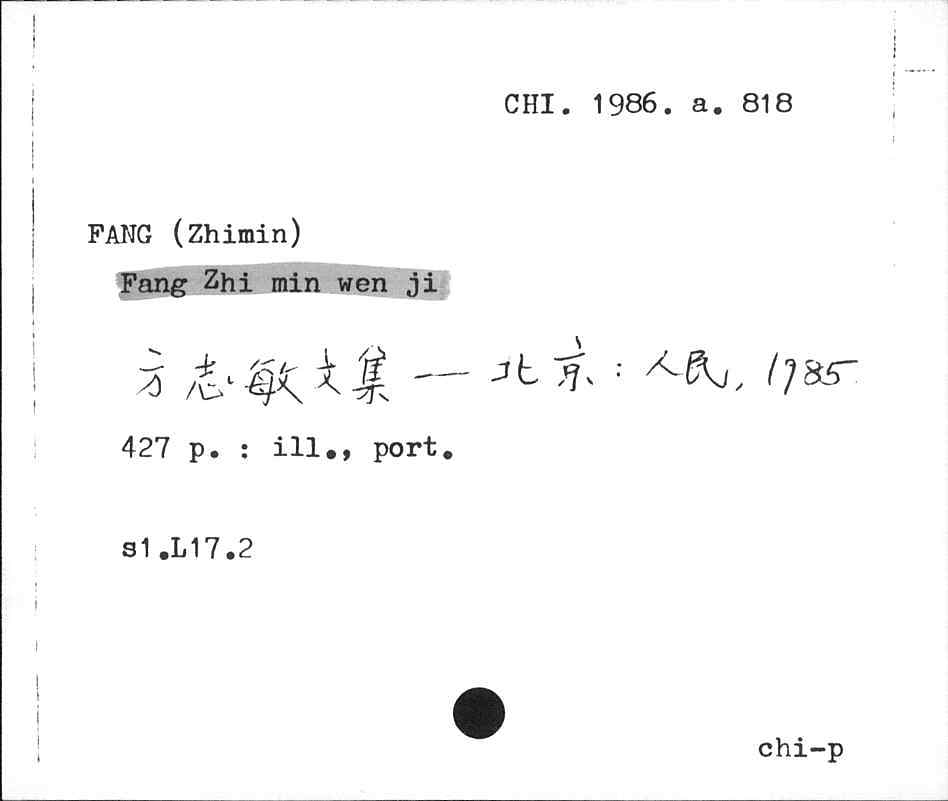 CHI. 1986. a. 818
FANG (Zhimin)
Fang Zhi min wen ji
方志敏文集 — 北京 : 人民, 1985
427 p. : ill., port.
s1.L17.2
chi-p